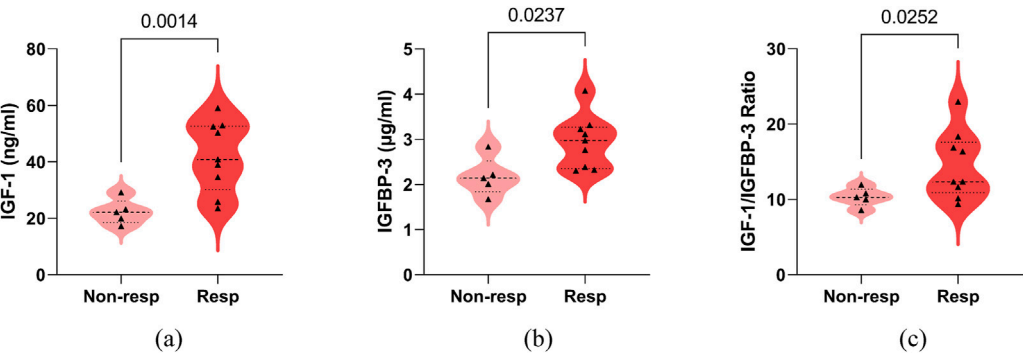 0.0014
IGF-1 (ng/ml)
80
60
40
20
0
Non-resp Resp
(a)
0.0237
IGFBP-3 (µg/ml)
5
4
3
2
1
0
Non-resp Resp
(b)
0.0252
IGF-1/IGFBP-3 Ratio
30
20
10
0
Non-resp Resp
(c)